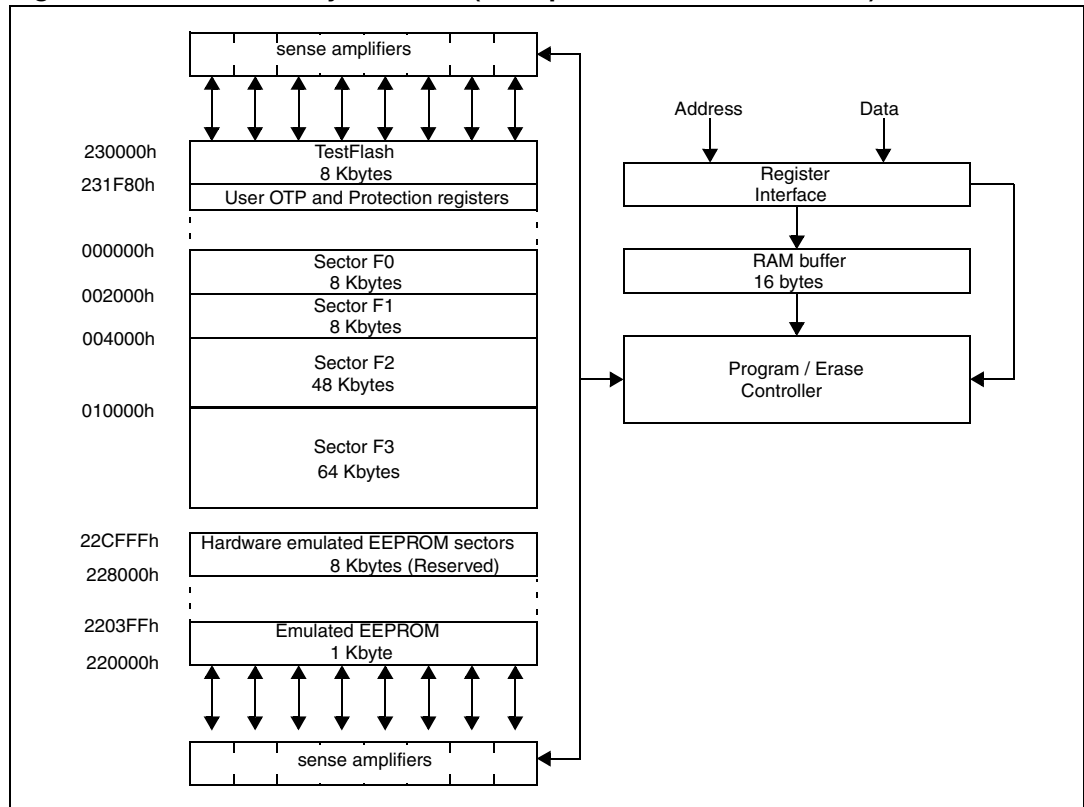 sense amplifiers
230000h
TestFlash
8 Kbytes
231F80h
User OTP and Protection registers
000000h
Sector F0
8 Kbytes
002000h
Sector F1
8 Kbytes
004000h
Sector F2
48 Kbytes
010000h
Sector F3
64 Kbytes
22CFFFh
Hardware emulated EEPROM sectors
8 Kbytes (Reserved)
228000h
2203FFh
Emulated EEPROM
1 Kbyte
220000h
sense amplifiers
Address
Data
Register
Interface
RAM buffer
16 bytes
Program / Erase
Controller